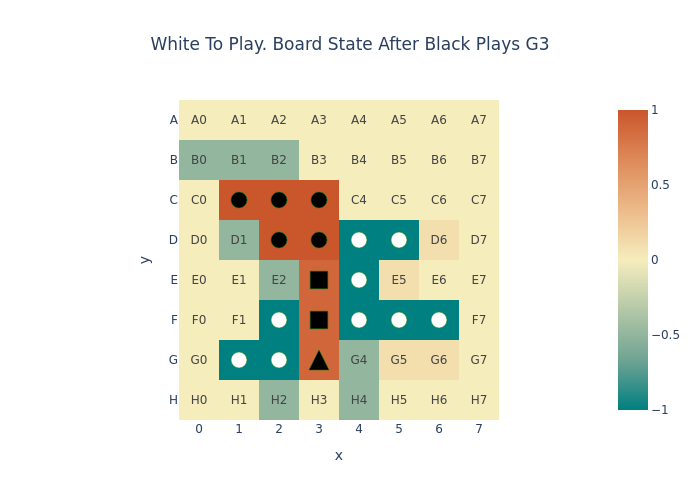 White To Play. Board State After Black Plays G3
A A0 A1 A2 A3 A4 A5 A6 A7
B B0 B1 B2 B3 B4 B5 B6 B7
C C0 C4 C5 C6 C7
D D0 D1 D6 D7
E E0 E1 E2 E5 E6 E7
F F0 F1 F7
G G0 G4 G5 G6 G7
H H0 H1 H2 H3 H4 H5 H6 H7
0 1 2 3 4 5 6 7
x
y
1
0.5
0
−0.5
−1